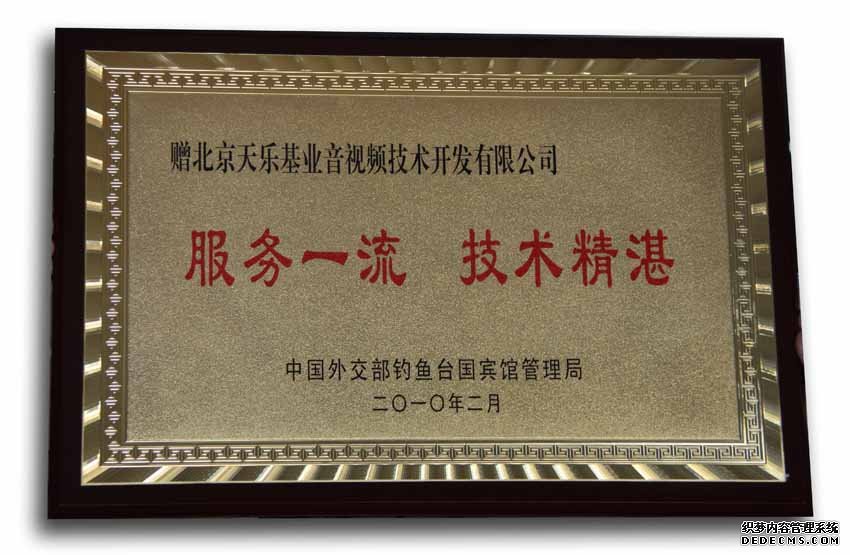 赠北京天乐基业音视频技术开发有限公司
服务一流 技术精湛
中国外交部钓鱼台国宾馆管理局
二〇一〇年二月
织梦内容管理系统
DEDECMS.COM